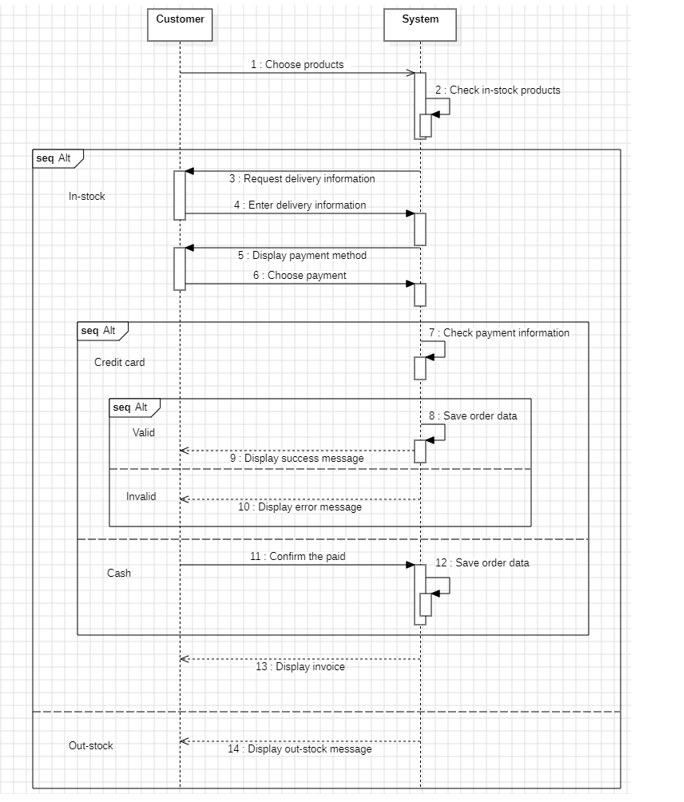 Customer
System
1 : Choose products
2 : Check in-stock products
seq Alt
3 : Request delivery information
In-stock
4 : Enter delivery information
5 : Display payment method
6 : Choose payment
seq Alt
7 : Check payment information
Credit card
seq Alt
8 : Save order data
Valid
9 : Display success message
Invalid
10 : Display error message
11 : Confirm the paid
12 : Save order data
Cash
13 : Display invoice
Out-stock
14 : Display out-stock message